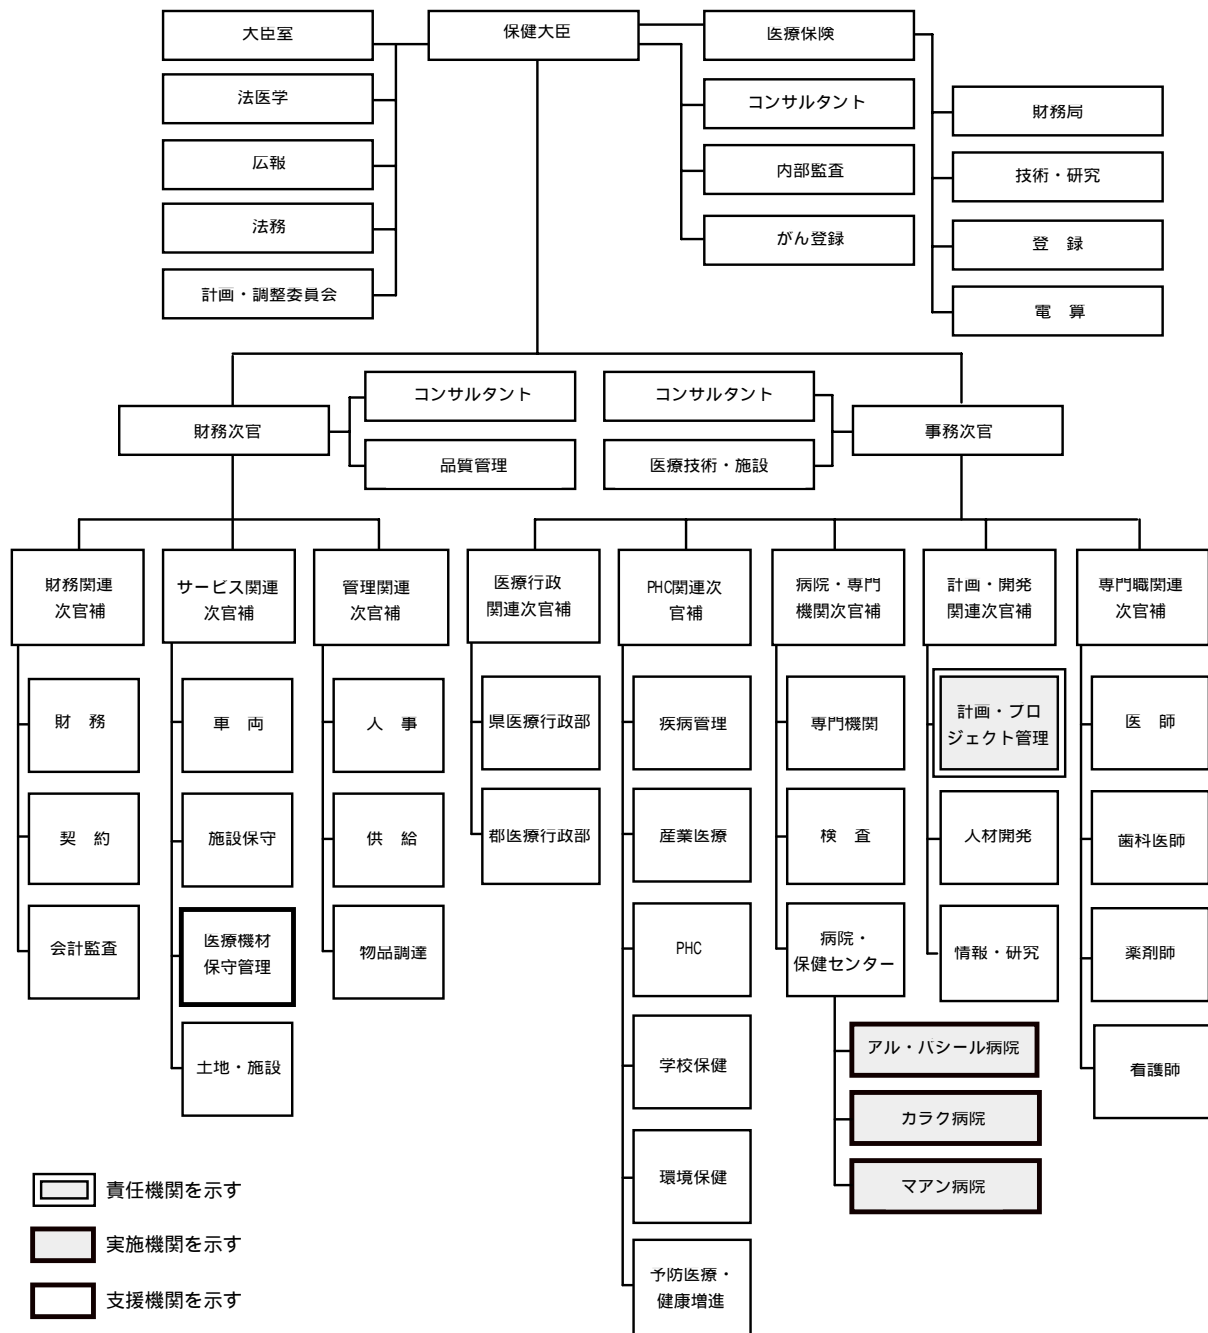 大臣室
保健大臣
医療保険
法医学
コンサルタント
財務局
広報
内部監査
技術・研究
法務
がん登録
登　録
計画・調整委員会
電　算
コンサルタント
コンサルタント
財務次官
事務次官
品質管理
医療技術・施設
財務関連
次官補
サービス関連
次官補
管理関連
次官補
医療行政
関連次官補
PHC関連次
官補
病院・専門
機関次官補
計画・開発
関連次官補
専門職関連
次官補
財　務
車　両
人　事
県医療行政部
疾病管理
専門機関
計画・プロ
ジェクト管理
医　師
契　約
施設保守
供　給
郡医療行政部
産業医療
検　査
人材開発
歯科医師
会計監査
医療機材
保守管理
物品調達
PHC
病院・
保健センター
情報・研究
薬剤師
土地・施設
学校保健
アル・バシール病院
看護師
カラク病院
環境保健
マアン病院
予防医療・
健康増進
責任機関を示す
実施機関を示す
支援機関を示す